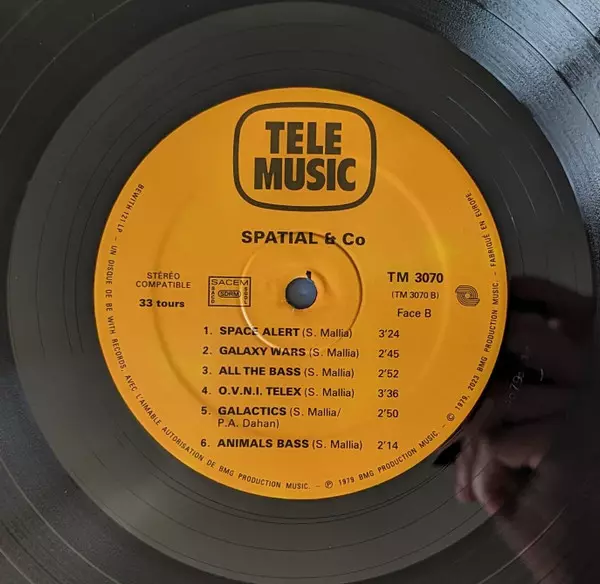 TELE
MUSIC
SPATIAL & Co
STÉRÉO
COMPATIBLE
33 tours
SACEM
SACD
SDRM
SGDL
TM 3070
(TM 3070 B)
Face B
1. SPACE ALERT (S. Mallia) 3'24
2. GALAXY WARS (S. Mallia) 2'45
3. ALL THE BASS (S. Mallia) 2'52
4. O.V.N.I. TELEX (S. Mallia) 3'36
5. GALACTICS (S. Mallia/ 2'50
P.A. Dahan)
6. ANIMALS BASS (S. Mallia) 2'14
BEWITH 121 LP - UN DISQUE DE BE WITH RECORDS, AVEC L'AIMABLE AUTORISATION DE BMG PRODUCTION MUSIC. - ℗ 1979 BMG PRODUCTION MUSIC. - © 1979, 2023 BMG PRODUCTION MUSIC. - FABRIQUÉ EN EUROPE.